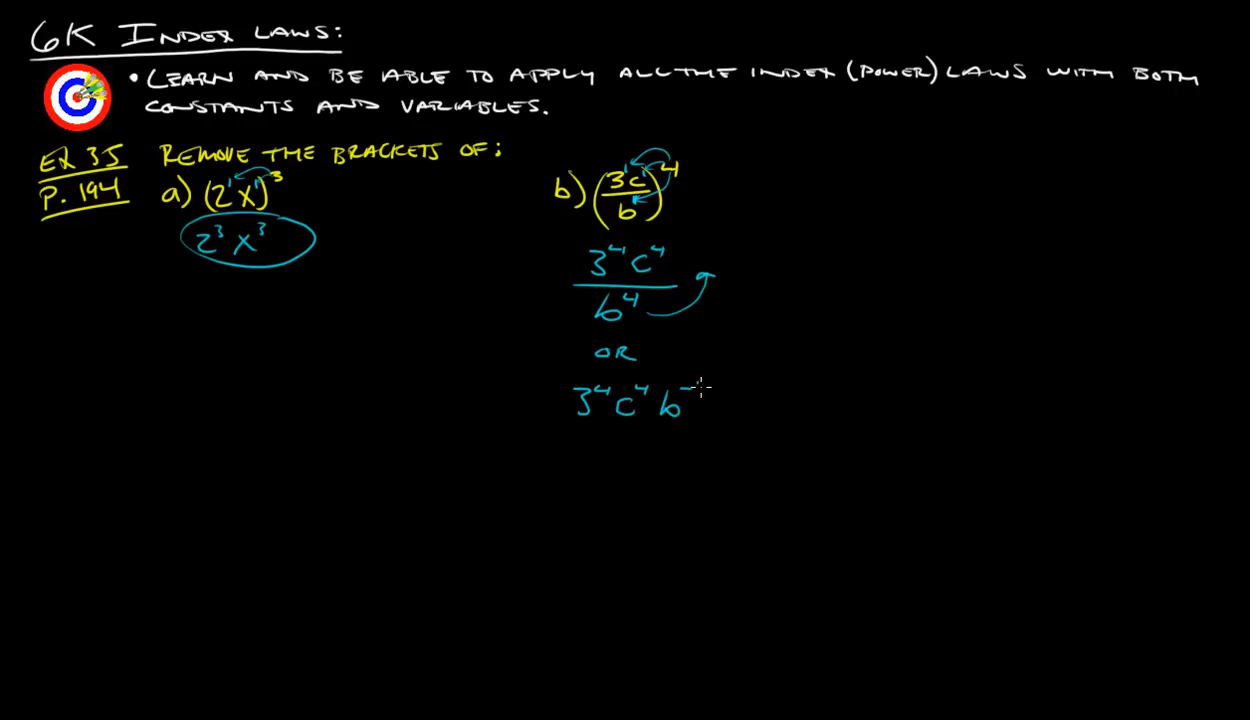 6K INDEX LAWS:
• LEARN AND BE ABLE TO APPLY ALL THE INDEX (POWER) LAWS WITH BOTH
CONSTANTS AND VARIABLES.
EX 35 REMOVE THE BRACKETS OF:
P. 194 a) (2¹x¹)³
2³x³
b) (3¹c¹/b¹)⁴
3⁴c⁴
b⁴
OR
3⁴c⁴b⁻